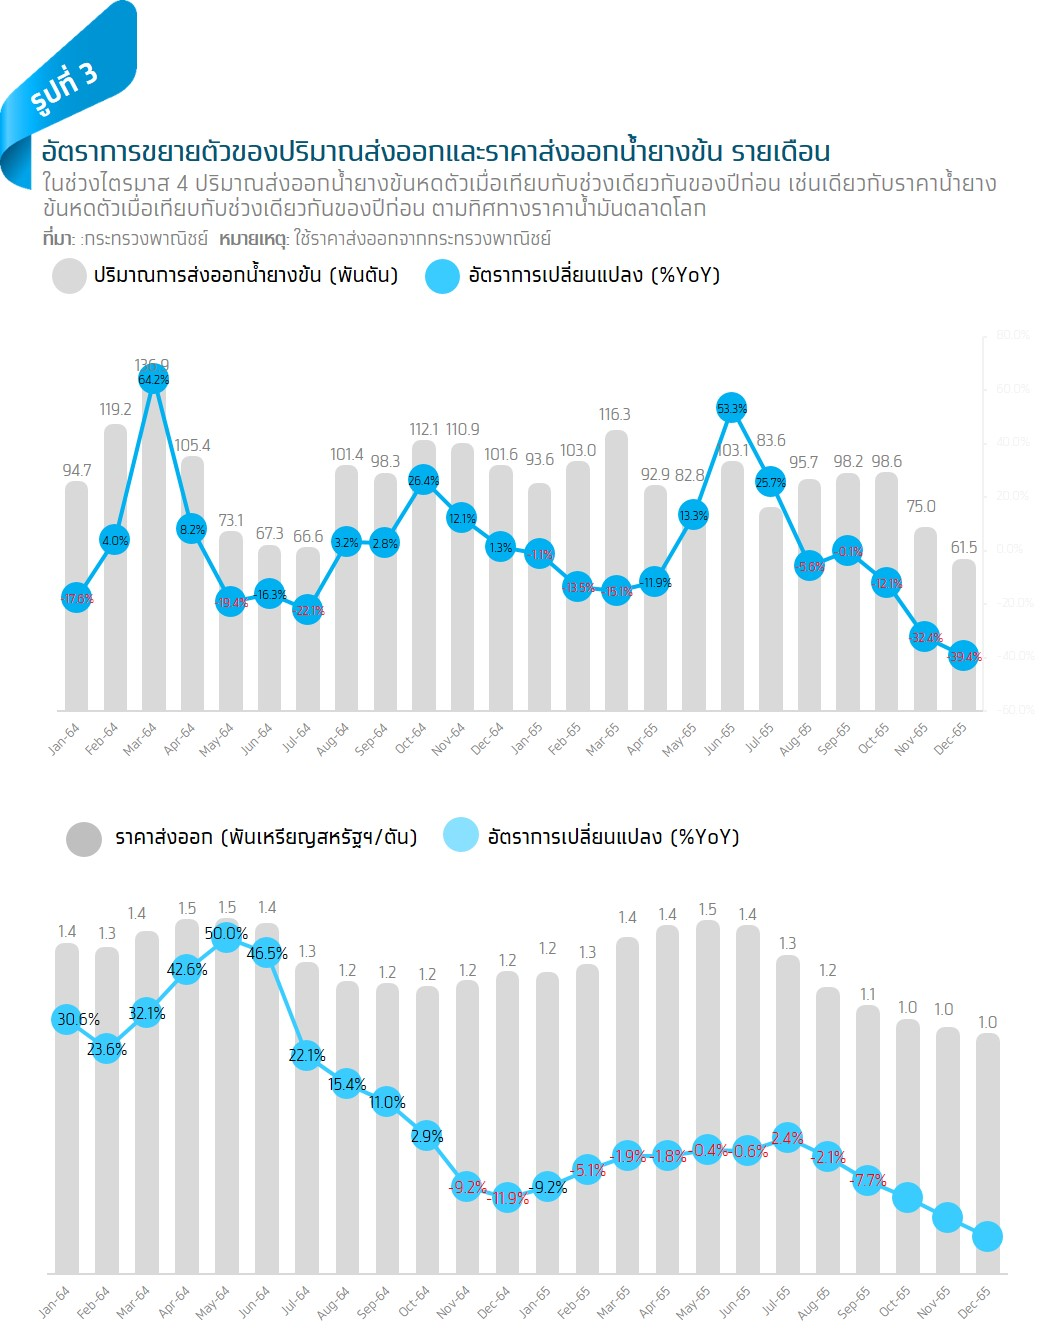 รูปที่ 3
อัตราการขยายตัวของปริมาณส่งออกและราคาส่งออกน้ำยางข้น รายเดือน
ในช่วงไตรมาส 4 ปริมาณส่งออกน้ำยางข้นหดตัวเมื่อเทียบกับช่วงเดียวกันของปีก่อน เช่นเดียวกับราคาน้ำยาง
ข้นหดตัวเมื่อเทียบกับช่วงเดียวกันของปีก่อน ตามทิศทางราคาน้ำมันตลาดโลก
ที่มา: :กระทรวงพาณิชย์ หมายเหตุ: ใช้ราคาส่งออกจากกระทรวงพาณิชย์
ปริมาณการส่งออกน้ำยางข้น (พันตัน) อัตราการเปลี่ยนแปลง (%YoY)
80.0% 60.0% 40.0% 20.0% 0.0% -20.0% -40.0% -60.0%
94.7 119.2 136.9 105.4 73.1 67.3 66.6 101.4 98.3 112.1 110.9 101.6 93.6 103.0 116.3 92.9 82.8 103.1 83.6 95.7 98.2 98.6 75.0 61.5
-17.6% 4.0% 64.2% 8.2% -19.4% -16.3% -22.1% 3.2% 2.8% 26.4% 12.1% 1.3% -1.1% -13.5% -15.1% -11.9% 13.3% 53.3% 25.7% -5.6% -0.1% -12.1% -32.4% -39.4%
Jan-64 Feb-64 Mar-64 Apr-64 May-64 Jun-64 Jul-64 Aug-64 Sep-64 Oct-64 Nov-64 Dec-64 Jan-65 Feb-65 Mar-65 Apr-65 May-65 Jun-65 Jul-65 Aug-65 Sep-65 Oct-65 Nov-65 Dec-65
ราคาส่งออก (พันเหรียญสหรัฐฯ/ตัน) อัตราการเปลี่ยนแปลง (%YoY)
1.4 1.3 1.4 1.5 1.5 1.4 1.3 1.2 1.2 1.2 1.2 1.2 1.2 1.3 1.4 1.4 1.5 1.4 1.3 1.2 1.1 1.0 1.0 1.0
30.6% 23.6% 32.1% 42.6% 50.0% 46.5% 22.1% 15.4% 11.0% 2.9% -9.2% -11.9% -9.2% -5.1% -1.9% -1.8% -0.4% -0.6% 2.4% -2.1% -7.7%
Jan-64 Feb-64 Mar-64 Apr-64 May-64 Jun-64 Jul-64 Aug-64 Sep-64 Oct-64 Nov-64 Dec-64 Jan-65 Feb-65 Mar-65 Apr-65 May-65 Jun-65 Jul-65 Aug-65 Sep-65 Oct-65 Nov-65 Dec-65